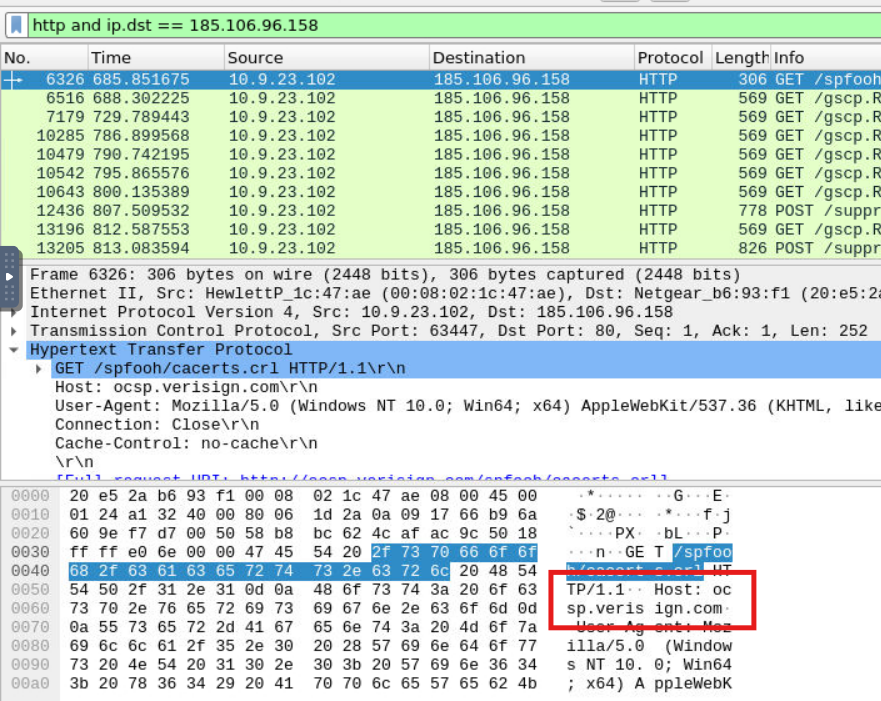 http and ip.dst == 185.106.96.158
No. Time Source Destination Protocol Length Info
6326 685.851675 10.9.23.102 185.106.96.158 HTTP 306 GET /spfooh
6516 688.302225 10.9.23.102 185.106.96.158 HTTP 569 GET /gscp.R
7179 729.789443 10.9.23.102 185.106.96.158 HTTP 569 GET /gscp.R
10285 786.899568 10.9.23.102 185.106.96.158 HTTP 569 GET /gscp.R
10479 790.742195 10.9.23.102 185.106.96.158 HTTP 569 GET /gscp.R
10542 795.865576 10.9.23.102 185.106.96.158 HTTP 569 GET /gscp.R
10643 800.135389 10.9.23.102 185.106.96.158 HTTP 569 GET /gscp.R
12436 807.509532 10.9.23.102 185.106.96.158 HTTP 778 POST /suppr
13196 812.587553 10.9.23.102 185.106.96.158 HTTP 569 GET /gscp.R
13205 813.083594 10.9.23.102 185.106.96.158 HTTP 826 POST /suppr
Frame 6326: 306 bytes on wire (2448 bits), 306 bytes captured (2448 bits)
Ethernet II, Src: HewlettP_1c:47:ae (00:08:02:1c:47:ae), Dst: Netgear_b6:93:f1 (20:e5:2a
Internet Protocol Version 4, Src: 10.9.23.102, Dst: 185.106.96.158
Transmission Control Protocol, Src Port: 63447, Dst Port: 80, Seq: 1, Ack: 1, Len: 252
Hypertext Transfer Protocol
GET /spfooh/cacerts.crl HTTP/1.1\r\n
Host: ocsp.verisign.com\r\n
User-Agent: Mozilla/5.0 (Windows NT 10.0; Win64; x64) AppleWebKit/537.36 (KHTML, like
Connection: Close\r\n
Cache-Control: no-cache\r\n
\r\n
[Full request URI: http://ocsp.verisign.com/spfooh/cacerts.crl]
0000 20 e5 2a b6 93 f1 00 08 02 1c 47 ae 08 00 45 00 ·*····· ··G···E·
0010 01 24 a1 32 40 00 80 06 1d 2a 0a 09 17 66 b9 6a ·$·2@··· ·*···f·j
0020 60 9e f7 d7 00 50 58 b8 bc 62 4c af ac 9c 50 18 `····PX· ·bL···P·
0030 ff ff e0 6e 00 00 47 45 54 20 2f 73 70 66 6f 6f ···n··GE T /spfoo
0040 68 2f 63 61 63 65 72 74 73 2e 63 72 6c 20 48 54 h/cacert s.crl HT
0050 54 50 2f 31 2e 31 0d 0a 48 6f 73 74 3a 20 6f 63 TP/1.1·· Host: oc
0060 73 70 2e 76 65 72 69 73 69 67 6e 2e 63 6f 6d 0d sp.veris ign.com·
0070 0a 55 73 65 72 2d 41 67 65 6e 74 3a 20 4d 6f 7a ·User-Ag ent: Moz
0080 69 6c 6c 61 2f 35 2e 30 20 28 57 69 6e 64 6f 77 illa/5.0 (Window
0090 73 20 4e 54 20 31 30 2e 30 3b 20 57 69 6e 36 34 s NT 10. 0; Win64
00a0 3b 20 78 36 34 29 20 41 70 70 6c 65 57 65 62 4b ; x64) A ppleWebK